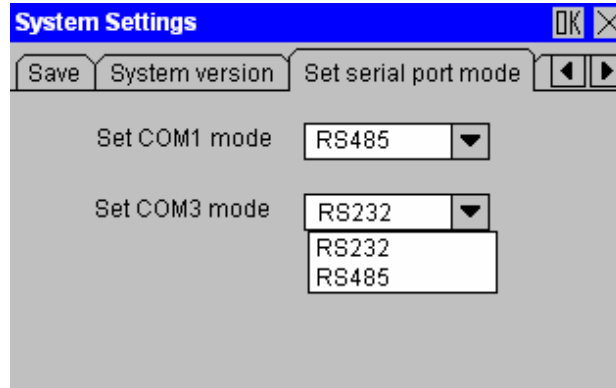 System Settings OK
Save System version Set serial port mode
Set COM1 mode RS485
Set COM3 mode RS232
RS232
RS485